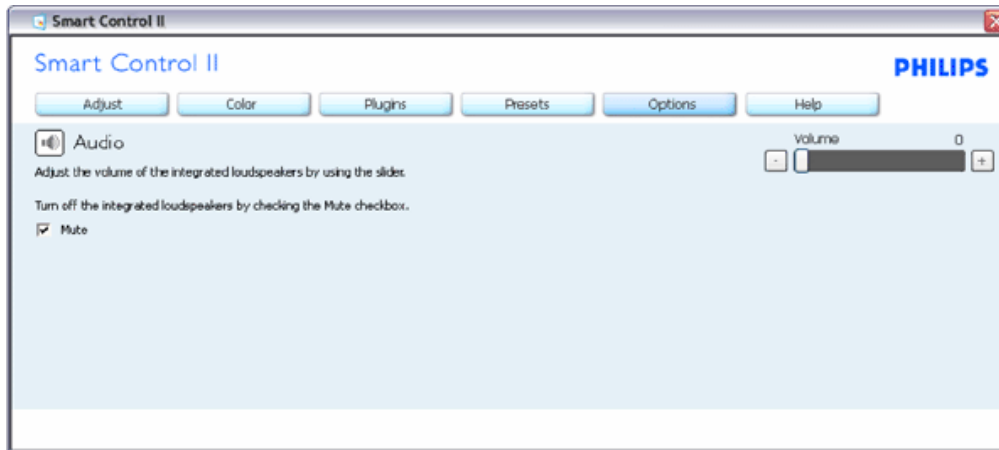 Smart Control II
Smart Control II
PHILIPS
Adjust Color Plugins Presets Options Help
Audio
Volume 0
- +
Adjust the volume of the integrated loudspeakers by using the slider.
Turn off the integrated loudspeakers by checking the Mute checkbox.
Mute